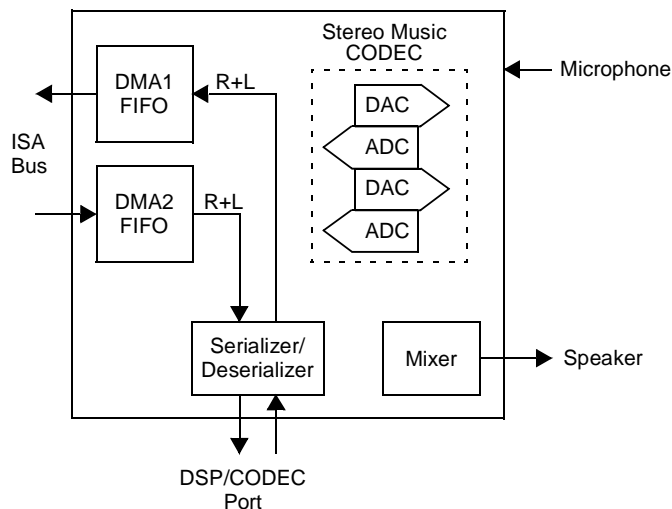 Stereo Music
CODEC
DMA1
FIFO
R+L
DAC
Microphone
ADC
ISA
Bus
DMA2
FIFO
R+L
DAC
ADC
Serializer/
Deserializer
Mixer
Speaker
DSP/CODEC
Port